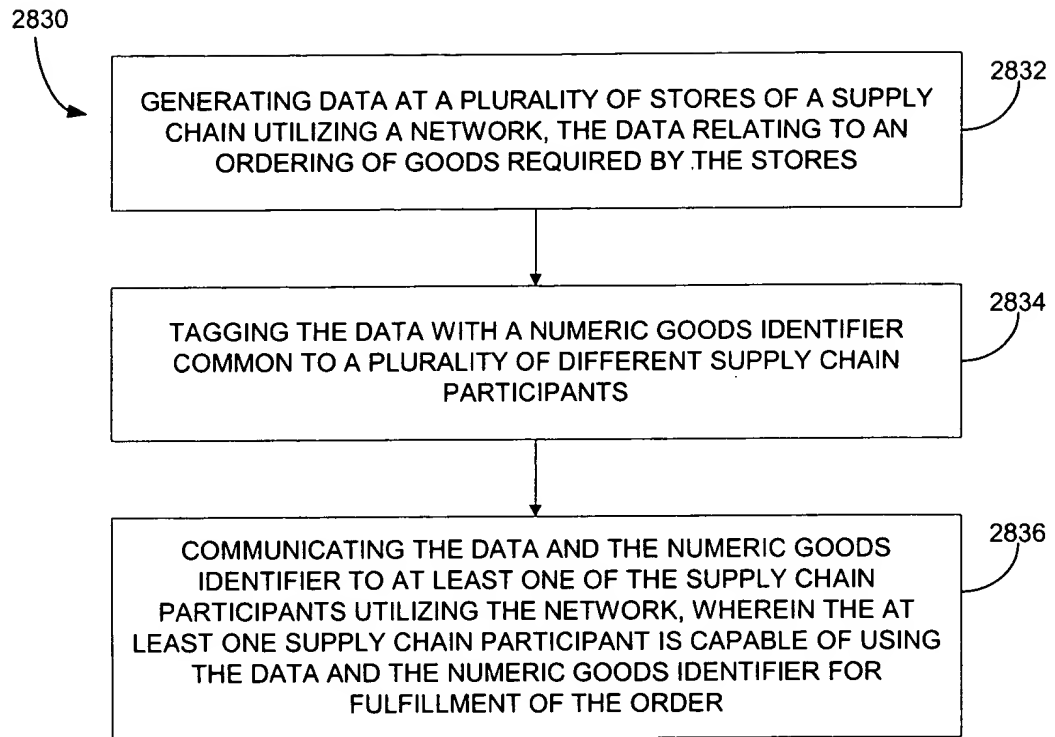 2830
2832
GENERATING DATA AT A PLURALITY OF STORES OF A SUPPLY
CHAIN UTILIZING A NETWORK, THE DATA RELATING TO AN
ORDERING OF GOODS REQUIRED BY THE STORES
2834
TAGGING THE DATA WITH A NUMERIC GOODS IDENTIFIER
COMMON TO A PLURALITY OF DIFFERENT SUPPLY CHAIN
PARTICIPANTS
2836
COMMUNICATING THE DATA AND THE NUMERIC GOODS
IDENTIFIER TO AT LEAST ONE OF THE SUPPLY CHAIN
PARTICIPANTS UTILIZING THE NETWORK, WHEREIN THE AT
LEAST ONE SUPPLY CHAIN PARTICIPANT IS CAPABLE OF USING
THE DATA AND THE NUMERIC GOODS IDENTIFIER FOR
FULFILLMENT OF THE ORDER